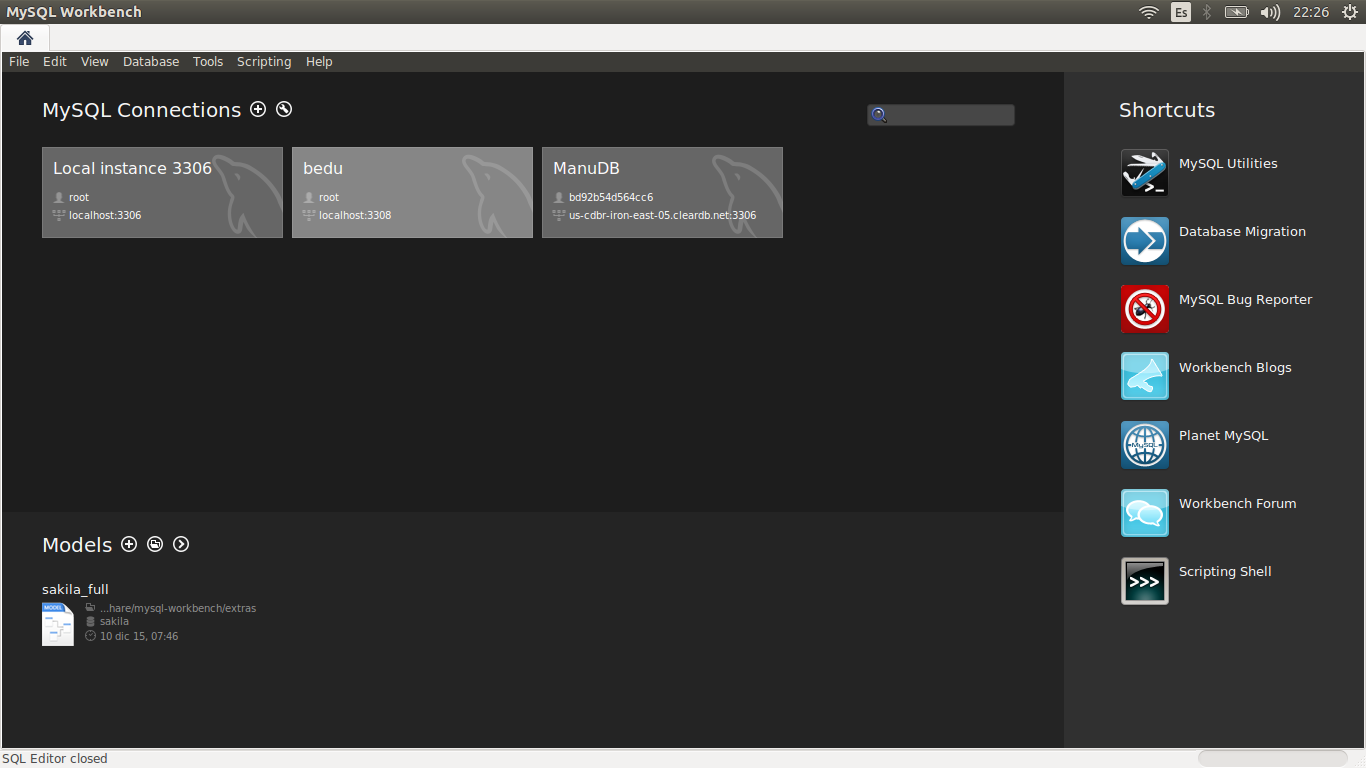 MySQL Workbench
Es
22:26
File Edit View Database Tools Scripting Help
MySQL Connections
Local instance 3306
root
localhost:3306
bedu
root
localhost:3308
ManuDB
bd92b54d564cc6
us-cdbr-iron-east-05.cleardb.net:3306
Shortcuts
MySQL Utilities
Database Migration
MySQL Bug Reporter
Workbench Blogs
MySQL
Planet MySQL
Workbench Forum
>>>
Scripting Shell
Models
sakila_full
MODEL
...hare/mysql-workbench/extras
sakila
10 dic 15, 07:46
SQL Editor closed